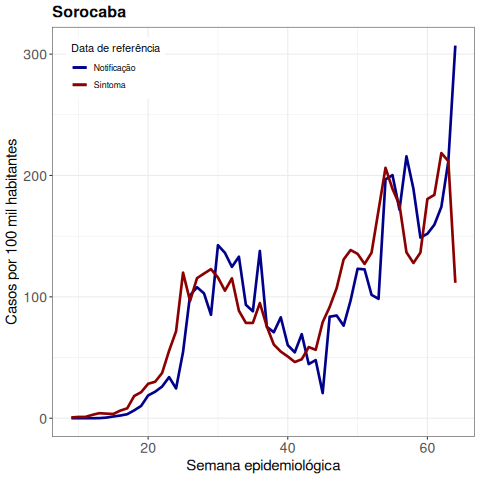 Sorocaba
Data de referência
Notificação
Sintoma
Casos por 100 mil habitantes
300
200
100
0
20
40
60
Semana epidemiológica